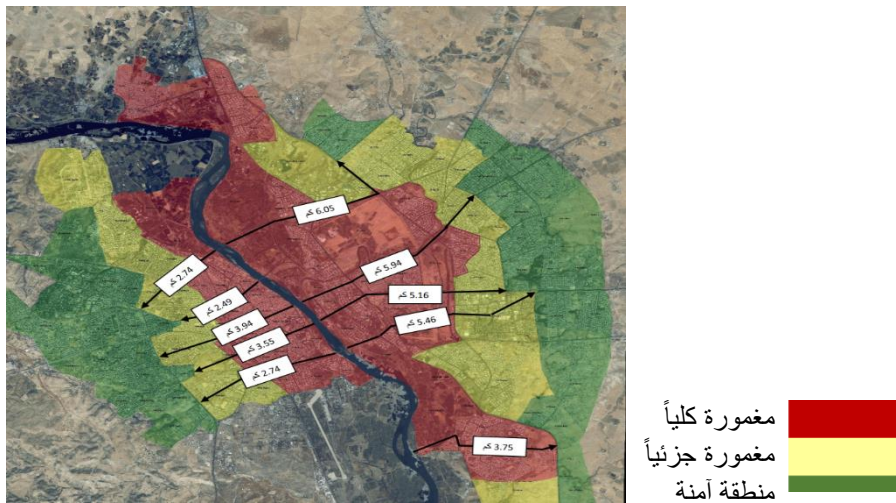 6.05 كم
2.74 كم
5.94 كم
2.49 كم
5.16 كم
3.94 كم
5.46 كم
3.55 كم
2.74 كم
3.75 كم
مغمورة كلياً
مغمورة جزئياً
منطقة آمنة